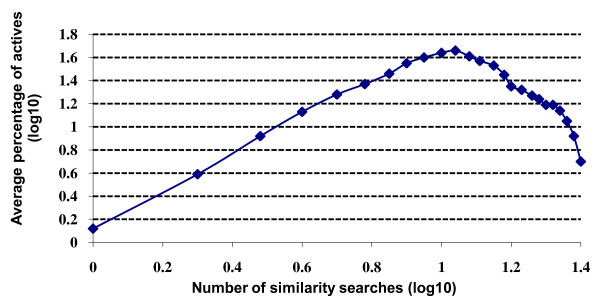 Average percentage of actives
(log10)
1.8
1.6
1.4
1.2
1
0.8
0.6
0.4
0.2
0
0 0.2 0.4 0.6 0.8 1 1.2 1.4
Number of similarity searches (log10)